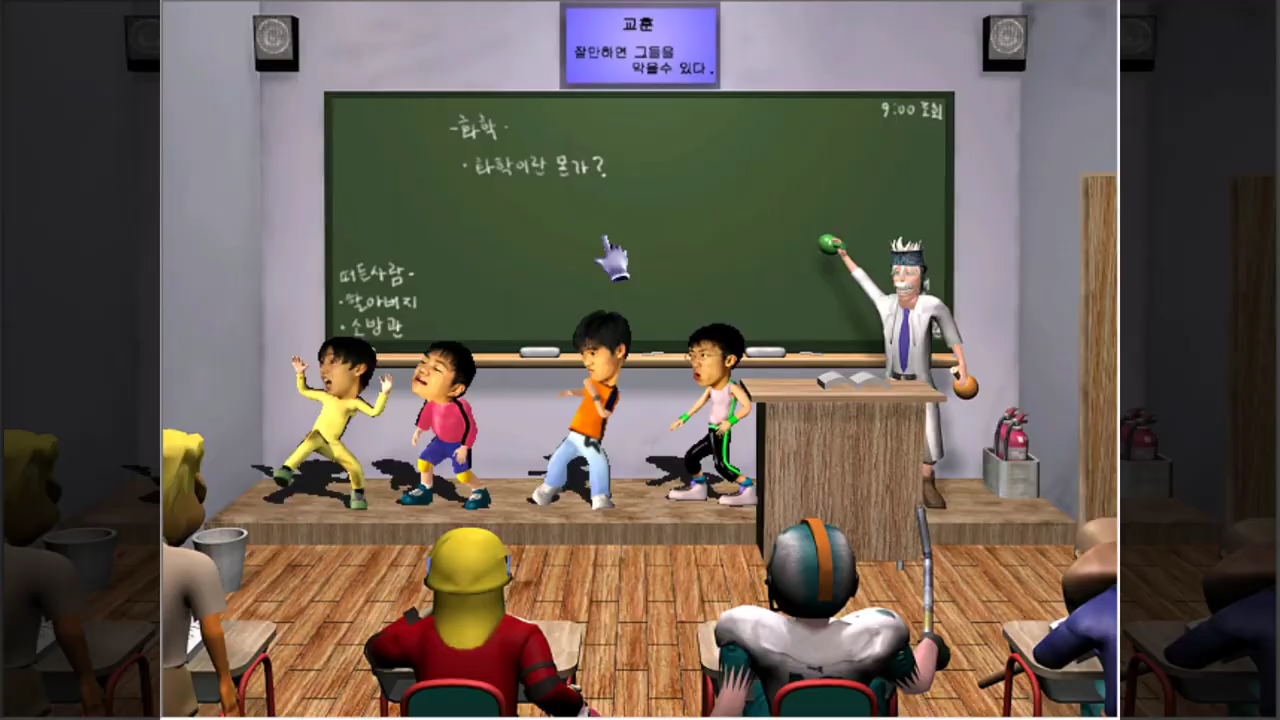 교훈
잘만하면 그들을
막을수 있다.
9:00 조회
-화학-
·화학이란 몬가?
떠든사람-
·할아버지
·소방관